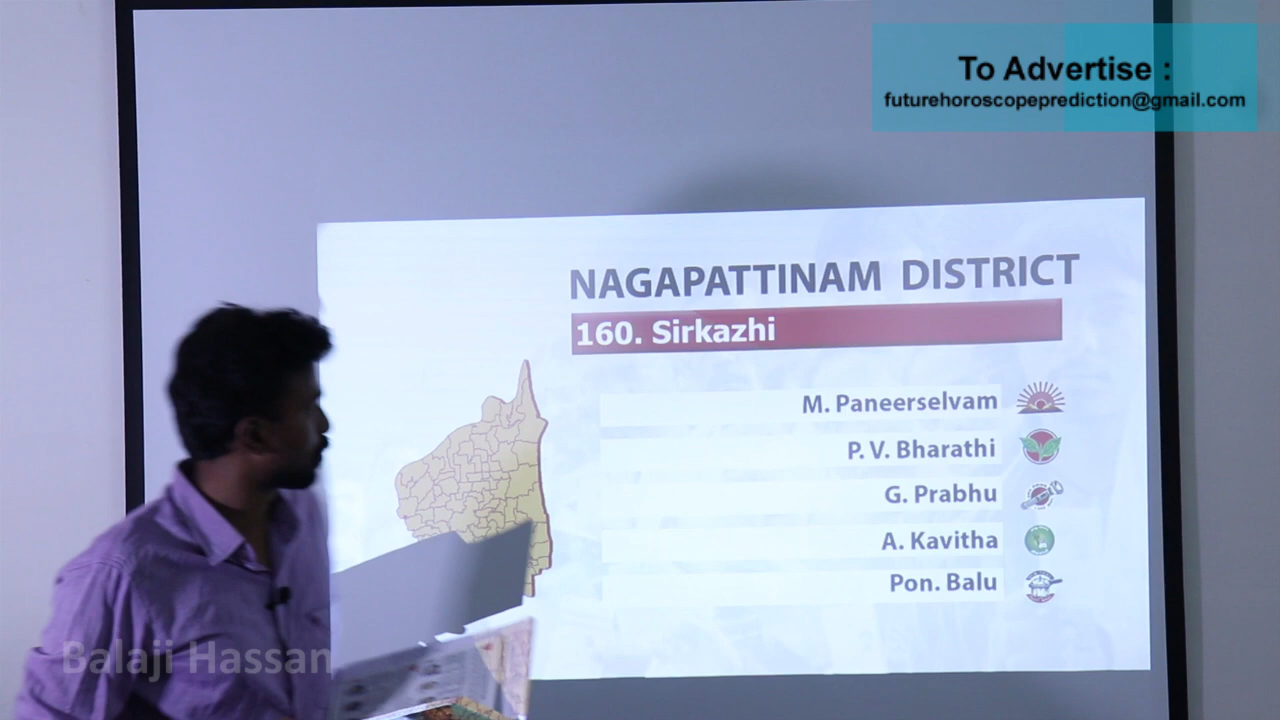 To Advertise :
futurehoroscopeprediction@gmail.com
NAGAPATTINAM DISTRICT
160. Sirkazhi
M. Paneerselvam
P. V. Bharathi
G. Prabhu
A. Kavitha
Pon. Balu
Balaji Hassan